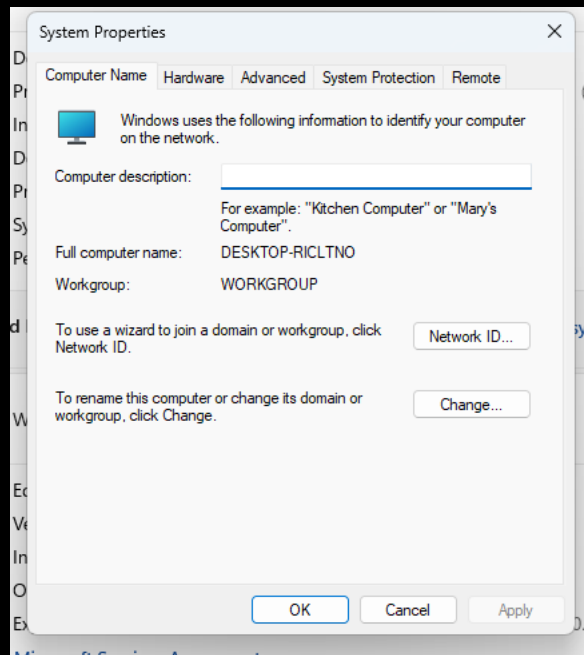 System Properties
Computer Name Hardware Advanced System Protection Remote
Windows uses the following information to identify your computer
on the network.
Computer description:
For example: "Kitchen Computer" or "Mary's
Computer".
Full computer name: DESKTOP-RICLTNO
Workgroup: WORKGROUP
To use a wizard to join a domain or workgroup, click
Network ID.
Network ID...
To rename this computer or change its domain or
workgroup, click Change.
Change...
OK Cancel Apply